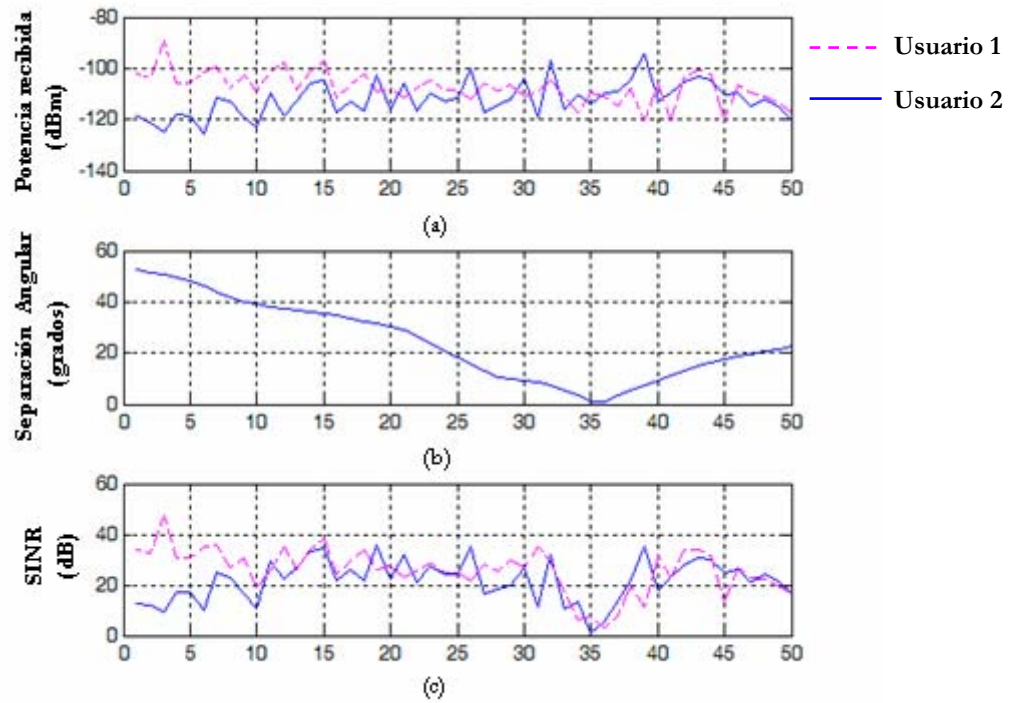 Potencia recibida
(dBm)
-80
-100
-120
-140
0 5 10 15 20 25 30 35 40 45 50
(a)
Usuario 1
Usuario 2
Separación Angular
(grados)
60
40
20
0
0 5 10 15 20 25 30 35 40 45 50
(b)
SINR
(dB)
60
40
20
0
0 5 10 15 20 25 30 35 40 45 50
(c)